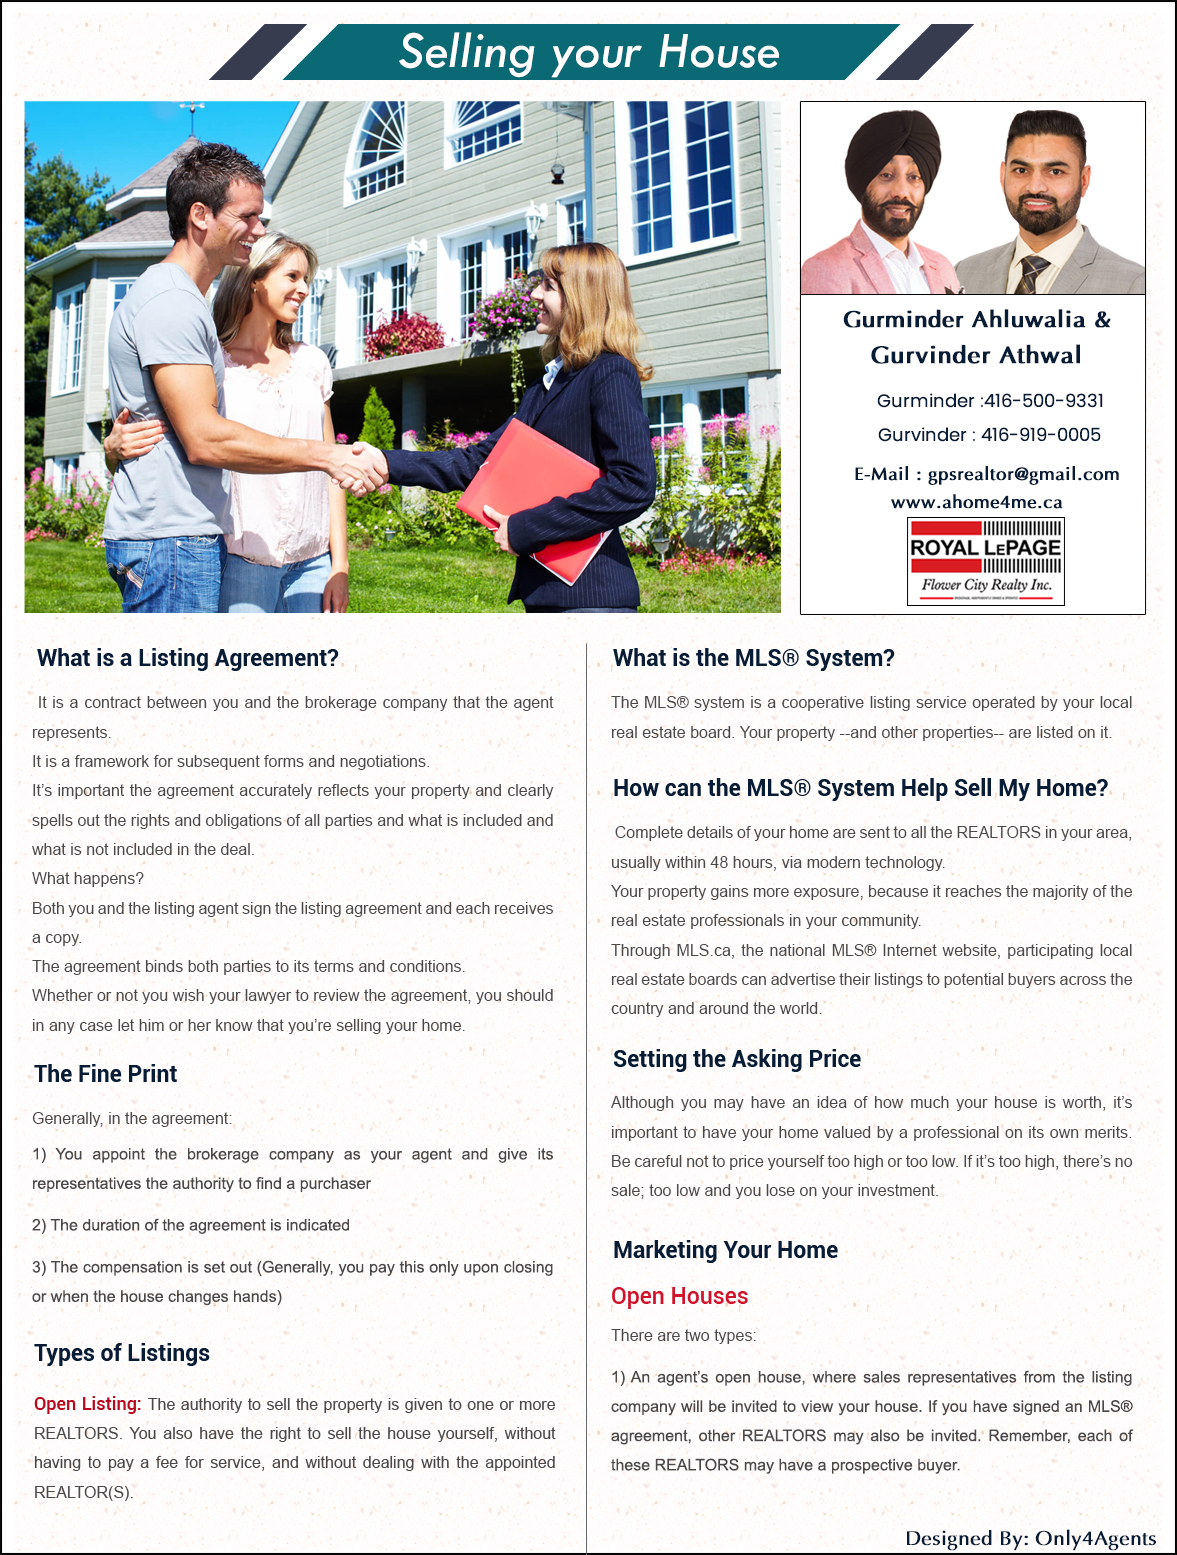 Selling your House
Gurminder Ahluwalia &
Gurvinder Athwal
Gurminder :416-500-9331
Gurvinder : 416-919-0005
E-Mail : gpsrealtor@gmail.com
www.ahome4me.ca
ROYAL LEPAGE
Flower City Realty Inc.
What is a Listing Agreement?
It is a contract between you and the brokerage company that the agent
represents.
It is a framework for subsequent forms and negotiations.
It's important the agreement accurately reflects your property and clearly
spells out the rights and obligations of all parties and what is included and
what is not included in the deal.
What happens?
Both you and the listing agent sign the listing agreement and each receives
a copy.
The agreement binds both parties to its terms and conditions.
Whether or not you wish your lawyer to review the agreement, you should
in any case let him or her know that you're selling your home.
The Fine Print
Generally, in the agreement:
1) You appoint the brokerage company as your agent and give its
representatives the authority to find a purchaser
2) The duration of the agreement is indicated
3) The compensation is set out (Generally, you pay this only upon closing
or when the house changes hands)
Types of Listings
Open Listing: The authority to sell the property is given to one or more
REALTORS. You also have the right to sell the house yourself, without
having to pay a fee for service, and without dealing with the appointed
REALTOR(S).
What is the MLS® System?
The MLS® system is a cooperative listing service operated by your local
real estate board. Your property --and other properties-- are listed on it.
How can the MLS® System Help Sell My Home?
Complete details of your home are sent to all the REALTORS in your area,
usually within 48 hours, via modern technology.
Your property gains more exposure, because it reaches the majority of the
real estate professionals in your community.
Through MLS.ca, the national MLS® Internet website, participating local
real estate boards can advertise their listings to potential buyers across the
country and around the world.
Setting the Asking Price
Although you may have an idea of how much your house is worth, it's
important to have your home valued by a professional on its own merits.
Be careful not to price yourself too high or too low. If it's too high, there's no
sale; too low and you lose on your investment.
Marketing Your Home
Open Houses
There are two types:
1) An agent's open house, where sales representatives from the listing
company will be invited to view your house. If you have signed an MLS®
agreement, other REALTORS may also be invited. Remember, each of
these REALTORS may have a prospective buyer.
Designed By: Only4Agents